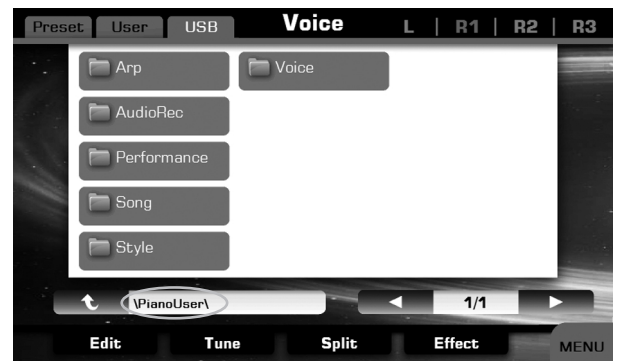 Preset User USB Voice L | R1 | R2 | R3
Arp Voice
AudioRec
Performance
Song
Style
\PianoUser\ 1/1
Edit Tune Split Effect MENU